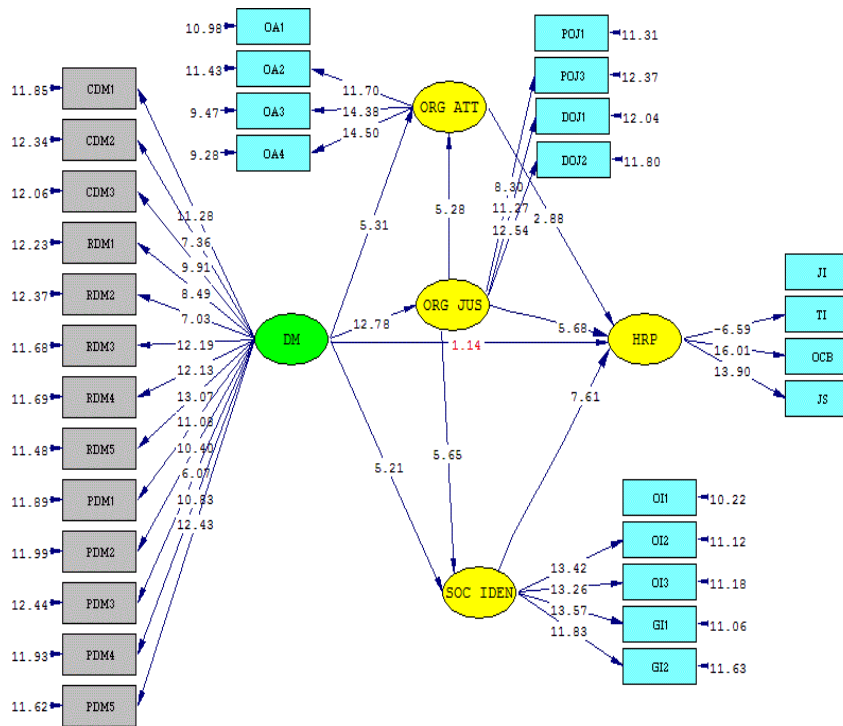 10.98 OA1
11.43 OA2
9.47 OA3
9.28 OA4
POJ1 11.31
POJ3 12.37
DOJ1 12.04
DOJ2 11.80
11.85 CDM1
12.34 CDM2
12.06 CDM3
12.23 RDM1
12.37 RDM2
11.68 RDM3
11.69 RDM4
11.48 RDM5
11.89 PDM1
11.99 PDM2
12.44 PDM3
11.93 PDM4
11.62 PDM5
11.28
7.36
9.91
8.49
7.03
12.19
12.13
13.07
11.08
10.40
6.07
10.83
12.43
DM
11.70
14.38
14.50
ORG ATT
5.31
5.28
8.30
11.27
12.54
2.88
12.78
ORG JUS
5.68
1.14
HRP
-6.59
16.01
13.90
JI
TI
OCB
JS
5.21
5.65
7.61
SOC IDEN
13.42
13.26
13.57
11.83
OI1 10.22
OI2 11.12
OI3 11.18
GI1 11.06
GI2 11.63